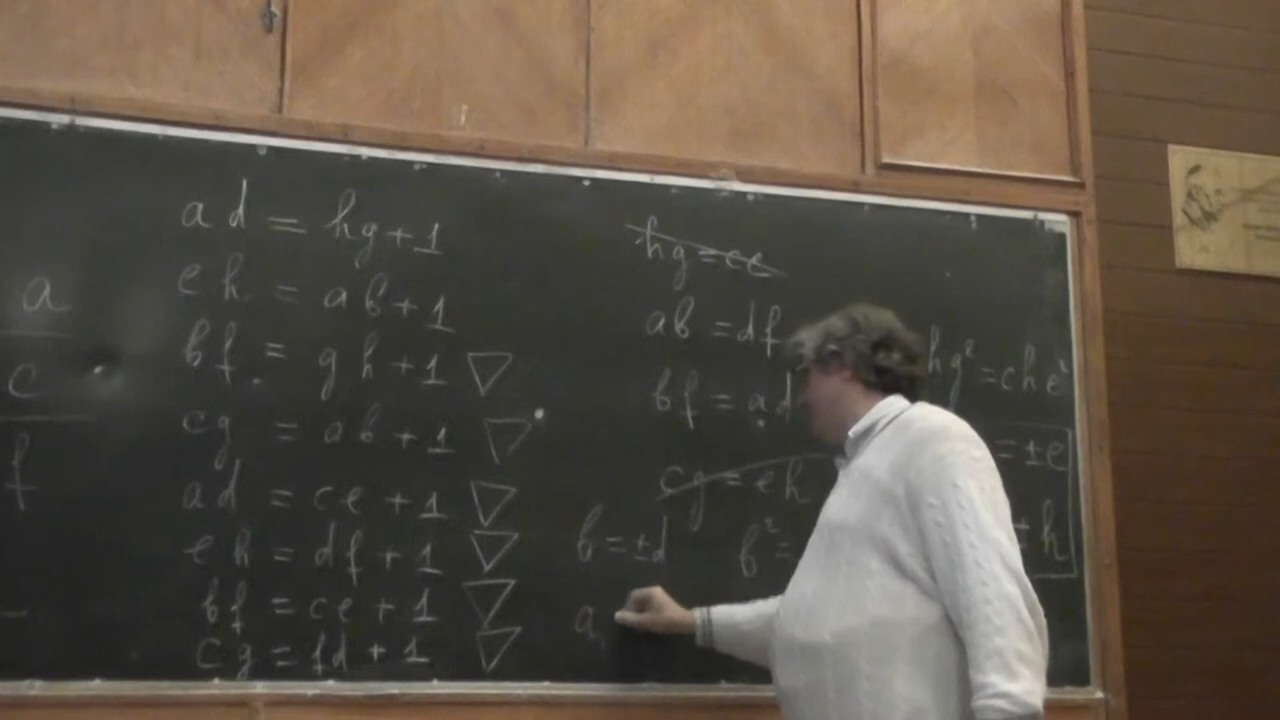 a
c
f
ad = hg+1
eh = ab+1
bf = gh+1 ▽
cg = ab+1 ▽
ad = ce+1 ▽
eh = df+1 ▽
bf = ce+1 ▽
cg = fd+1 ▽
hg=ce
ab=df
bf=ad
cg=eh
b=±d b²=
a
hg²=che²
=±e
±h